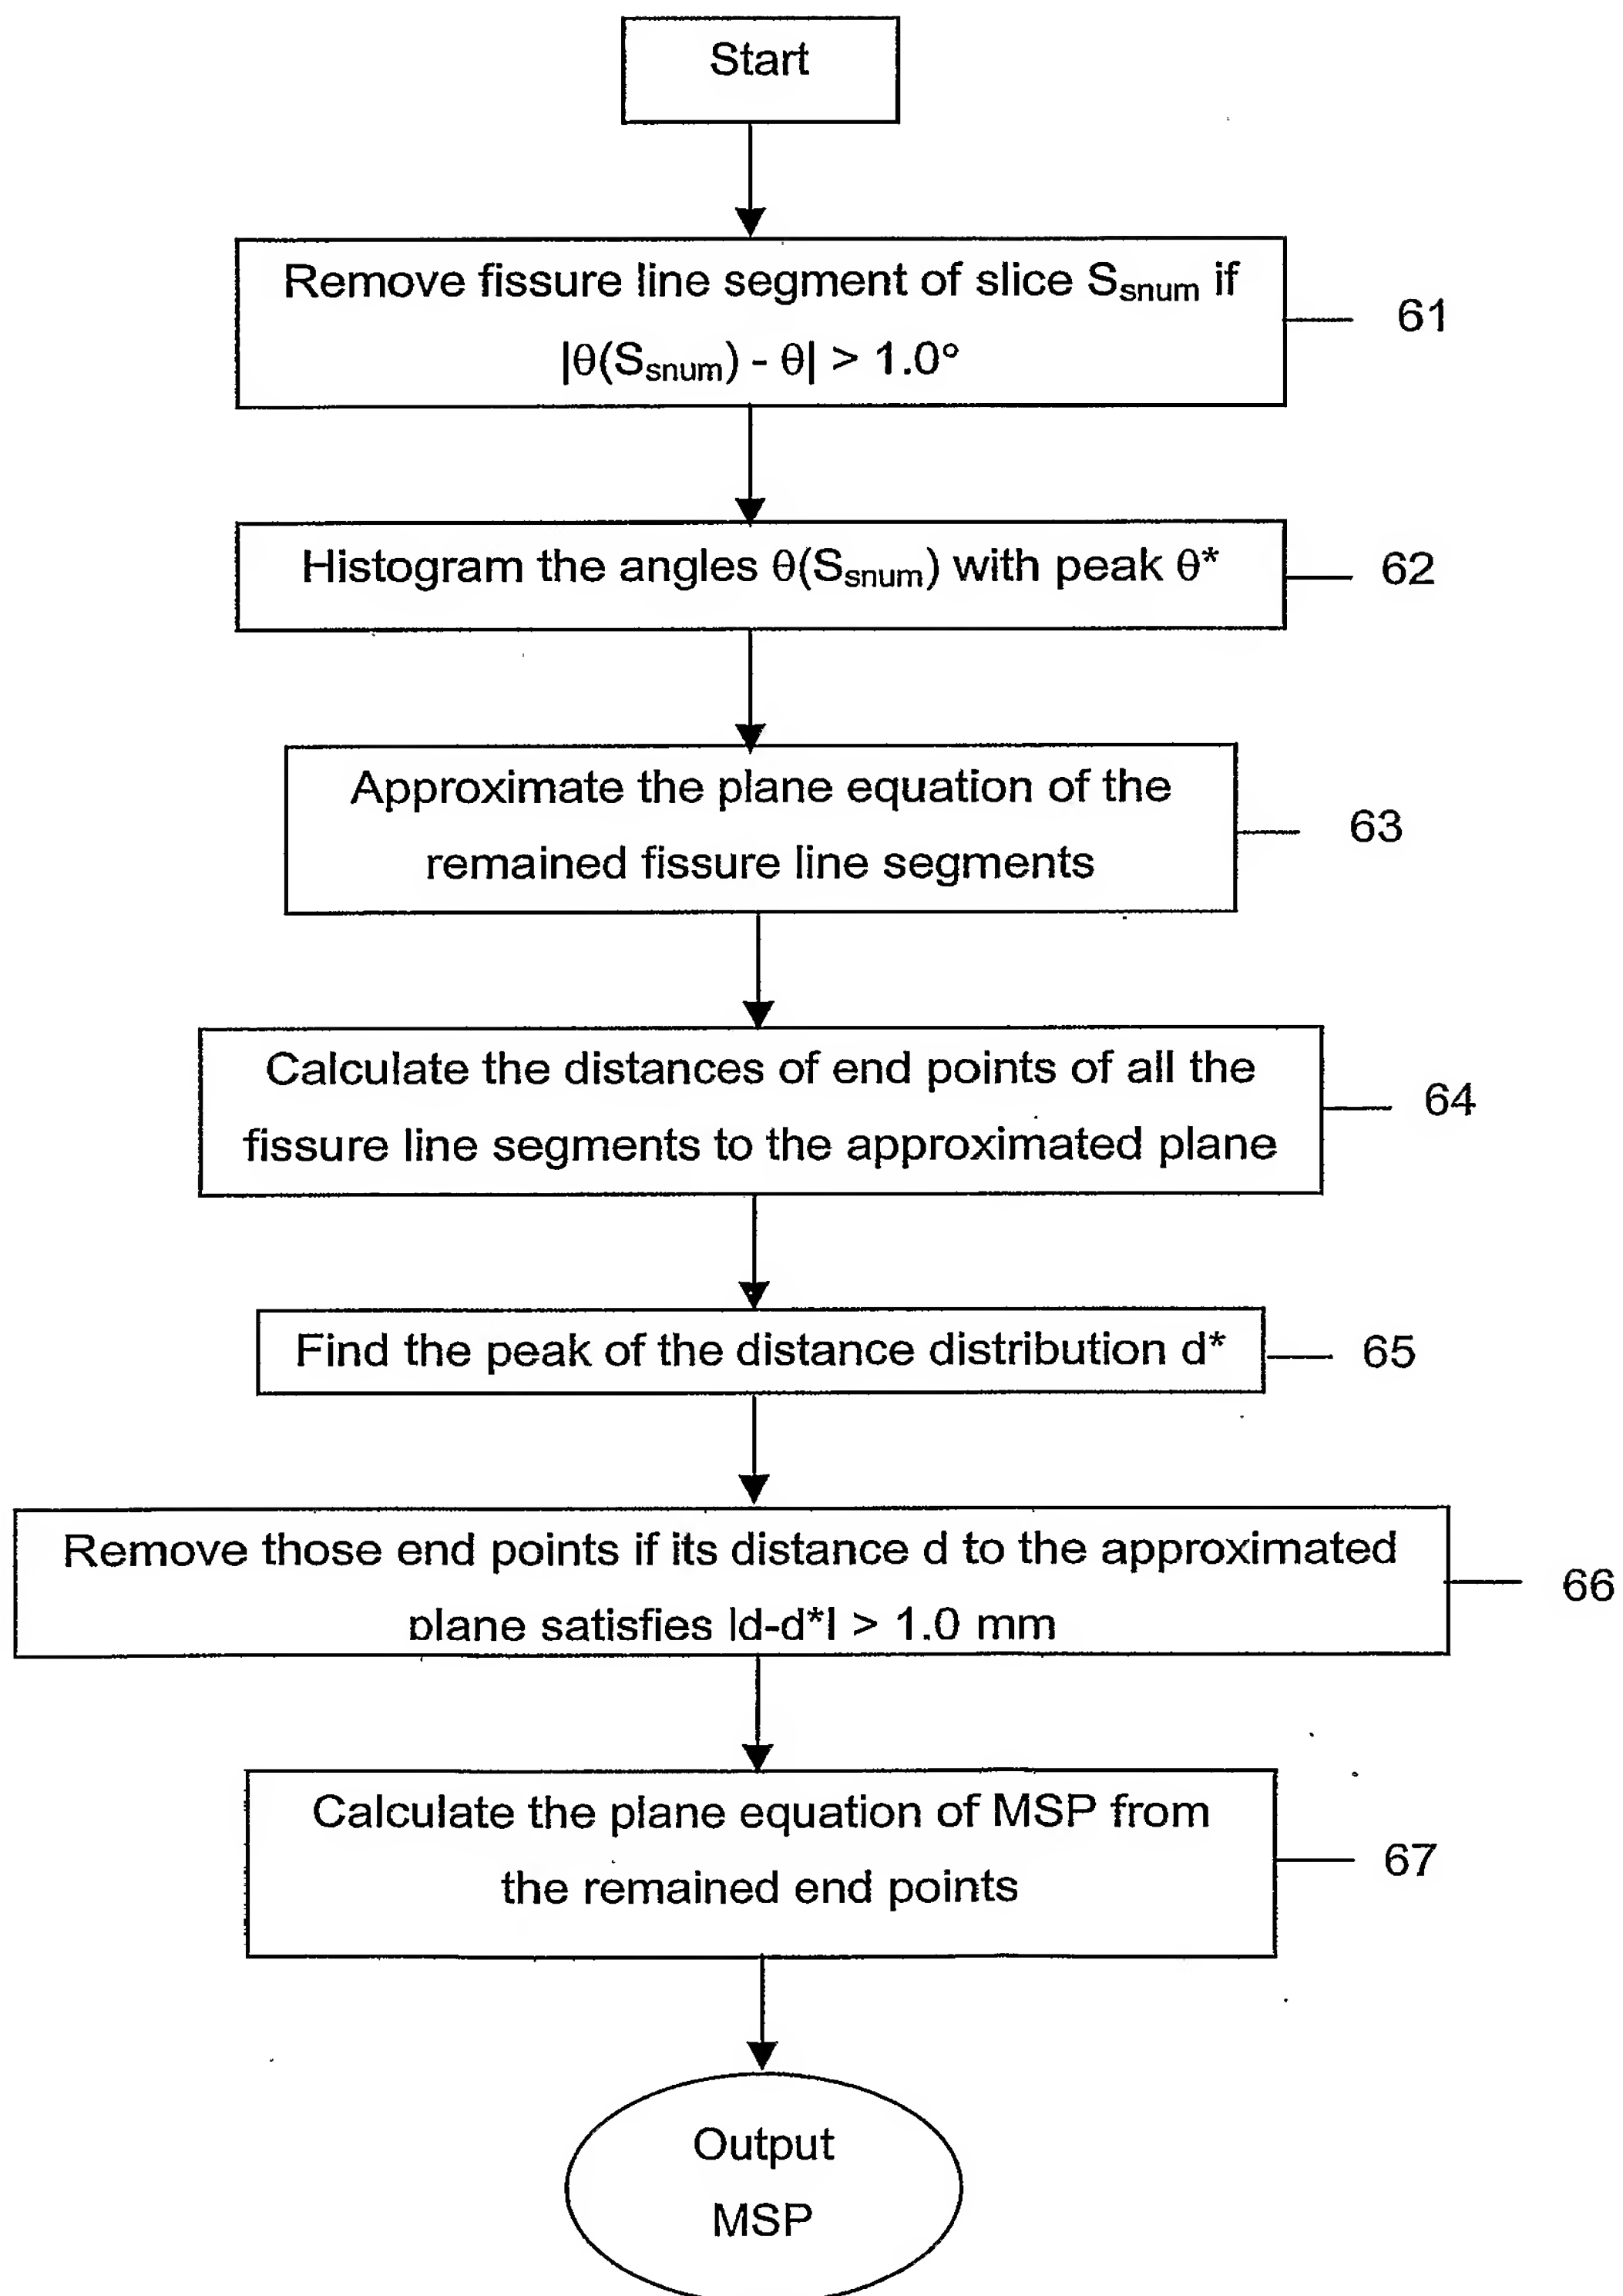 Start
Remove fissure line segment of slice Ssnum if
|θ(Ssnum) - θ| > 1.0°
61
Histogram the angles θ(Ssnum) with peak θ*
62
Approximate the plane equation of the
remained fissure line segments
63
Calculate the distances of end points of all the
fissure line segments to the approximated plane
64
Find the peak of the distance distribution d*
65
Remove those end points if its distance d to the approximated
plane satisfies |d-d*| > 1.0 mm
66
Calculate the plane equation of MSP from
the remained end points
67
Output
MSP